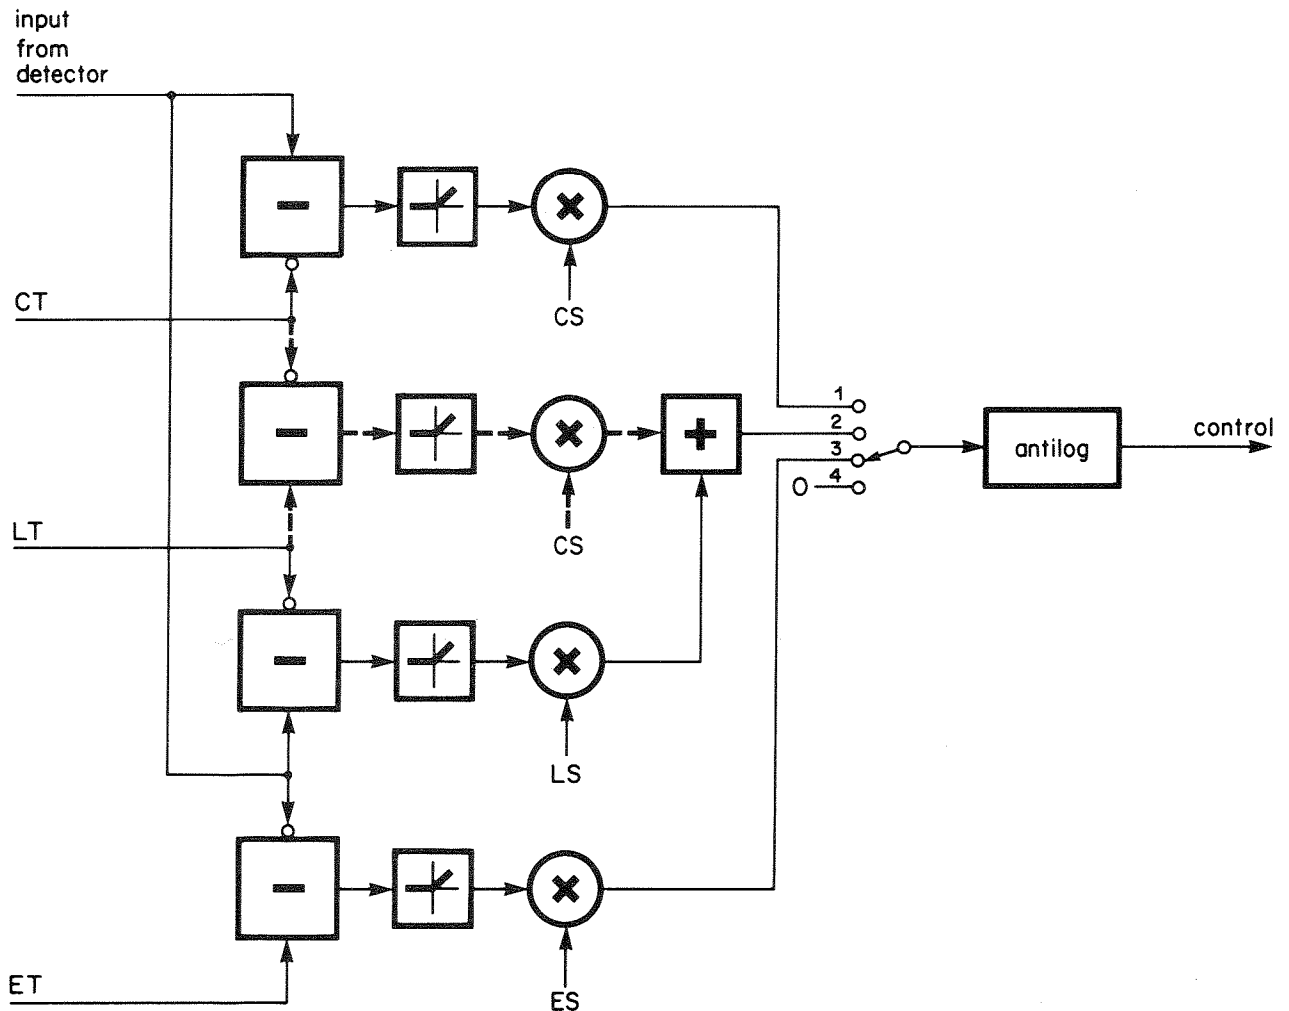 input
from
detector
CT
CS
1
2
3
4
0
antilog
control
CS
LT
LS
ET
ES